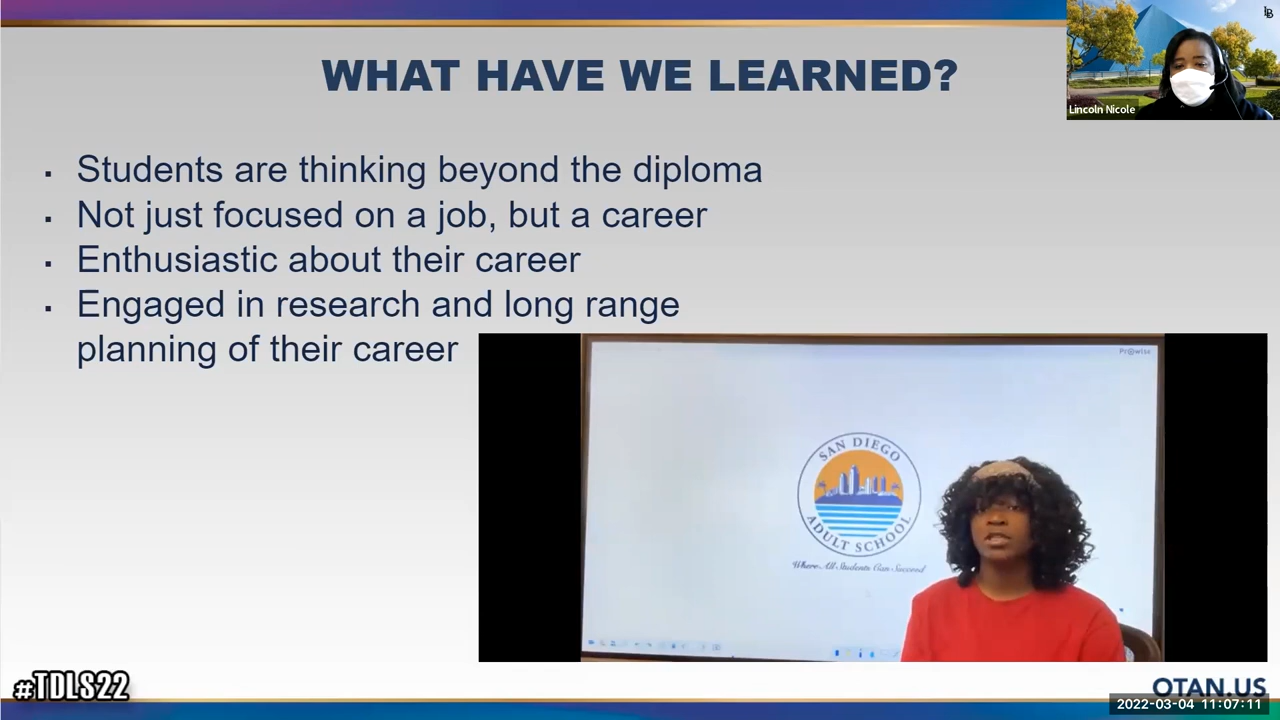 WHAT HAVE WE LEARNED?
LB
Lincoln Nicole
▪ Students are thinking beyond the diploma
▪ Not just focused on a job, but a career
▪ Enthusiastic about their career
▪ Engaged in research and long range
planning of their career
Prowise
SAN DIEGO
ADULT SCHOOL
Where All Students Can Succeed
#TDLS22
OTAN.US
2022-03-04 11:07:11